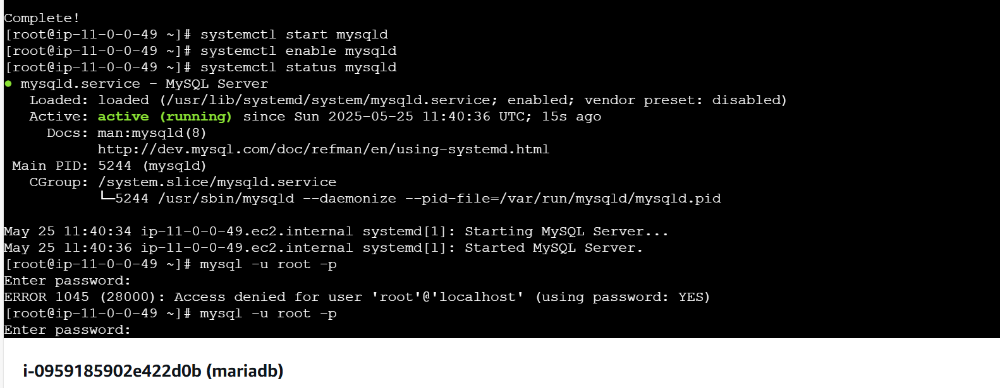 Complete!
[root@ip-11-0-0-49 ~]# systemctl start mysqld
[root@ip-11-0-0-49 ~]# systemctl enable mysqld
[root@ip-11-0-0-49 ~]# systemctl status mysqld
● mysqld.service - MySQL Server
   Loaded: loaded (/usr/lib/systemd/system/mysqld.service; enabled; vendor preset: disabled)
   Active: active (running) since Sun 2025-05-25 11:40:36 UTC; 15s ago
     Docs: man:mysqld(8)
           http://dev.mysql.com/doc/refman/en/using-systemd.html
 Main PID: 5244 (mysqld)
   CGroup: /system.slice/mysqld.service
           └─5244 /usr/sbin/mysqld --daemonize --pid-file=/var/run/mysqld/mysqld.pid
May 25 11:40:34 ip-11-0-0-49.ec2.internal systemd[1]: Starting MySQL Server...
May 25 11:40:36 ip-11-0-0-49.ec2.internal systemd[1]: Started MySQL Server.
[root@ip-11-0-0-49 ~]# mysql -u root -p
Enter password:
ERROR 1045 (28000): Access denied for user 'root'@'localhost' (using password: YES)
[root@ip-11-0-0-49 ~]# mysql -u root -p
Enter password:
i-0959185902e422d0b (mariadb)